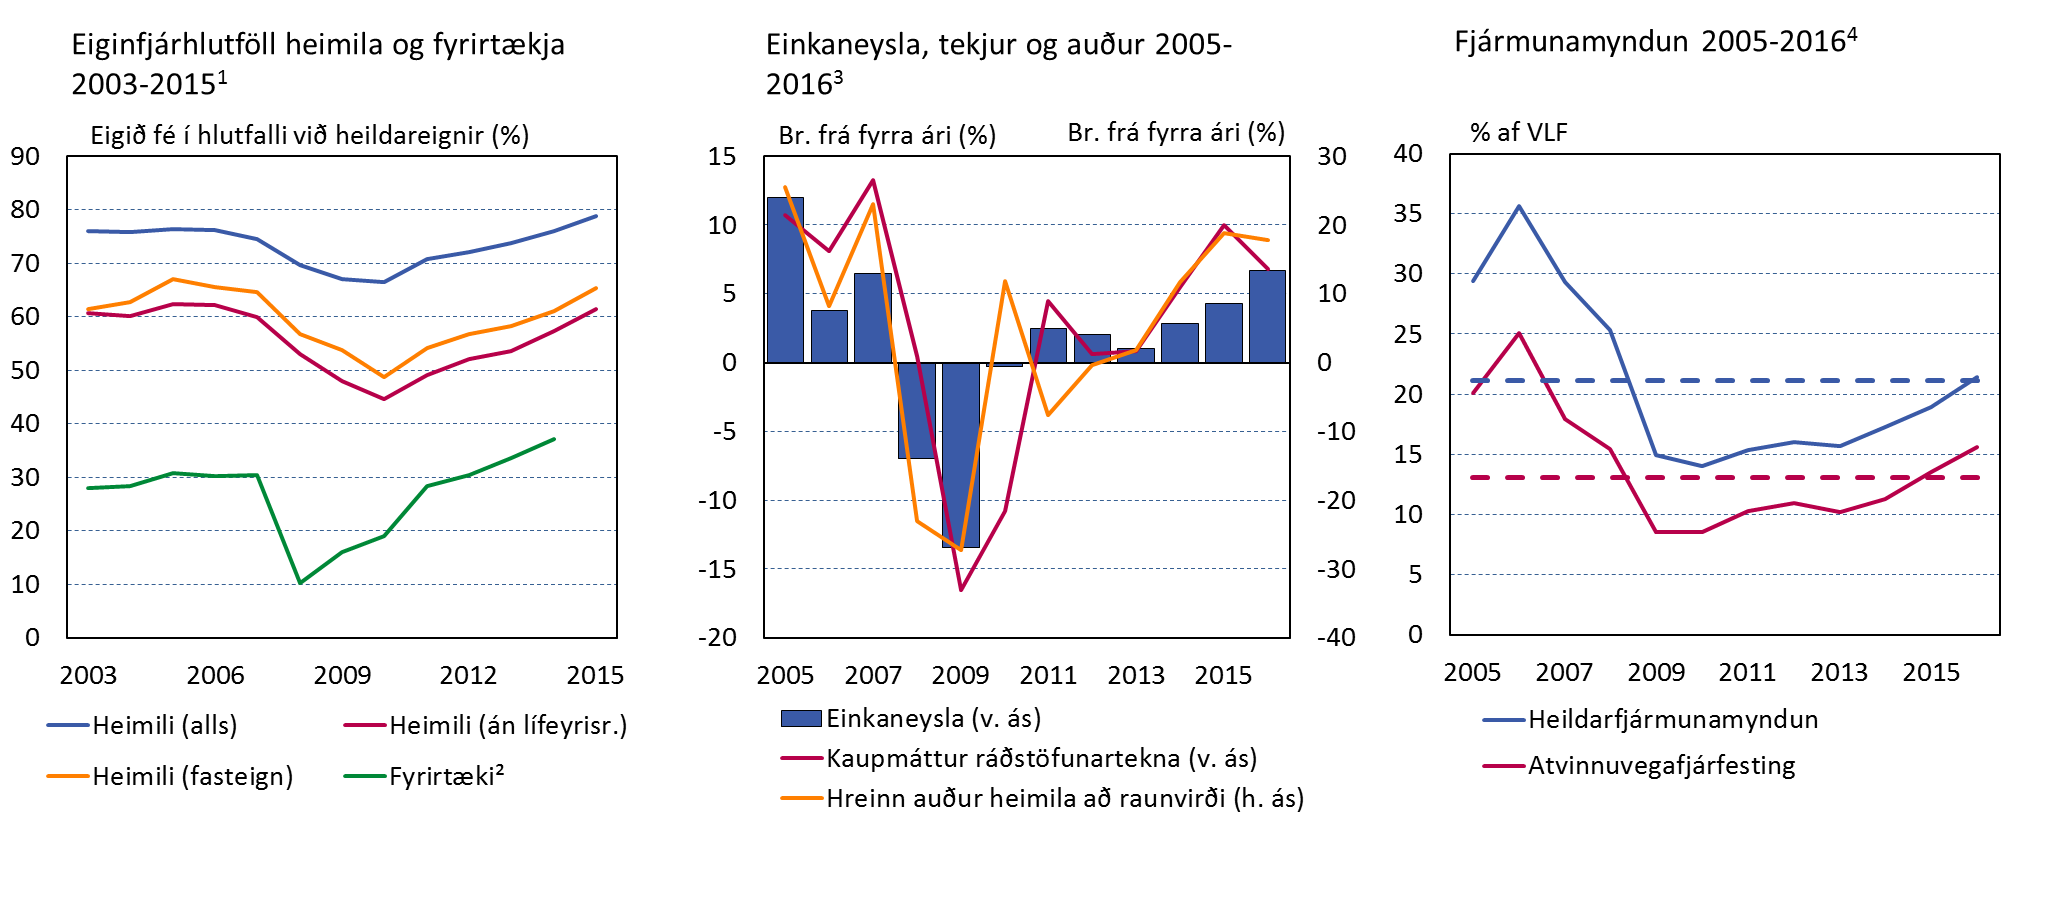 Eiginfjárhlutföll heimila og fyrirtækja
2003-2015¹
Eigið fé í hlutfalli við heildareignir (%)
90
80
70
60
50
40
30
20
10
0
2003 2006 2009 2012 2015
Heimili (alls) Heimili (án lífeyrisr.)
Heimili (fasteign) Fyrirtæki²
Einkaneysla, tekjur og auður 2005-
2016³
Br. frá fyrra ári (%) Br. frá fyrra ári (%)
15 30
10 20
5 10
0 0
-5 -10
-10 -20
-15 -30
-20 -40
2005 2007 2009 2011 2013 2015
Einkaneysla (v. ás)
Kaupmáttur ráðstöfunartekna (v. ás)
Hreinn auður heimila að raunvirði (h. ás)
Fjármunamyndun 2005-2016⁴
% af VLF
40
35
30
25
20
15
10
5
0
2005 2007 2009 2011 2013 2015
Heildarfjármunamyndun
Atvinnuvegafjárfesting